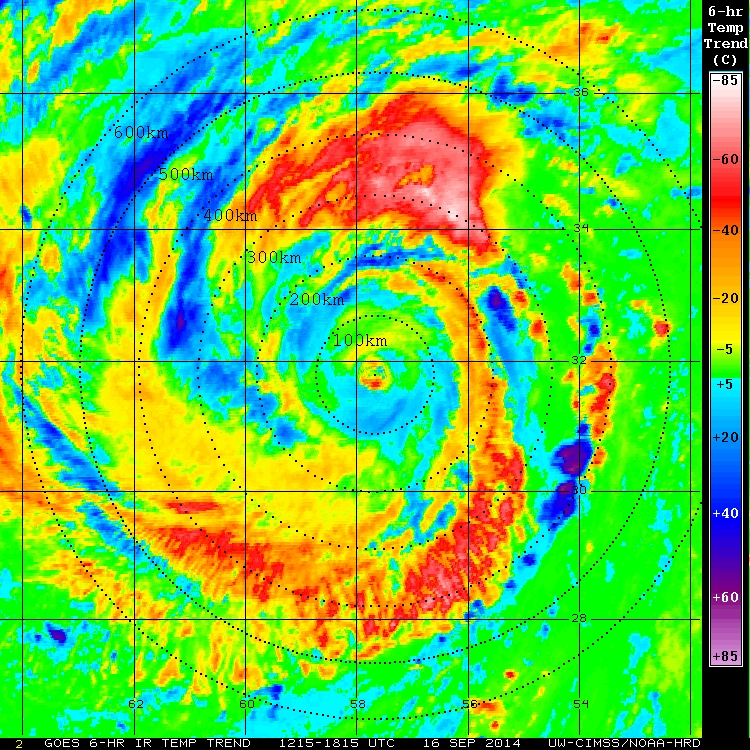 6-hr
Temp
Trend
(C)
-85
-60
-40
-20
-5
+5
+20
+40
+60
+85
36
600km
500km
400km
34
300km
200km
100km
32
30
28
62 60 58 56 54
2 GOES 6-HR IR TEMP TREND 1215-1815 UTC 16 SEP 2014 UW-CIMSS/NOAA-HRD